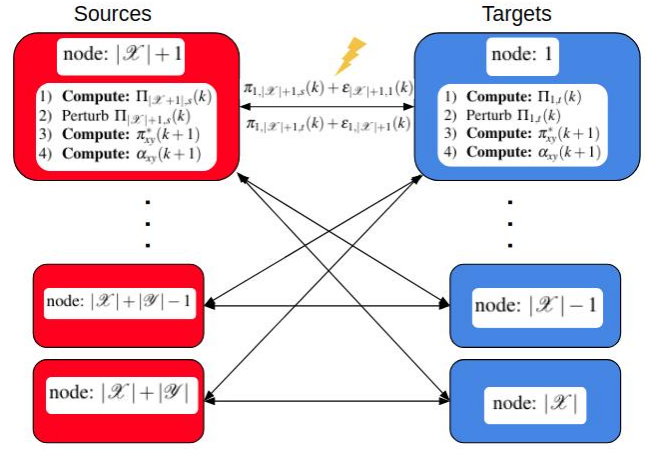 Sources
Targets
node: |𝒳|+1
1) Compute: Π_{|𝒳+1|,s}(k)
2) Perturb Π_{|𝒳+1|,s}(k)
3) Compute: π*_{xy}(k+1)
4) Compute: α_{xy}(k+1)
π_{1,|𝒳|+1,s}(k) + ε_{|𝒳|+1,1}(k)
π_{1,|𝒳|+1,t}(k) + ε_{1,|𝒳|+1}(k)
node: 1
1) Compute: Π_{1,t}(k)
2) Perturb Π_{1,t}(k)
3) Compute: π*_{xy}(k+1)
4) Compute: α_{xy}(k+1)
node: |𝒳|+|𝒴|−1
node: |𝒳|−1
node: |𝒳|+|𝒴|
node: |𝒳|